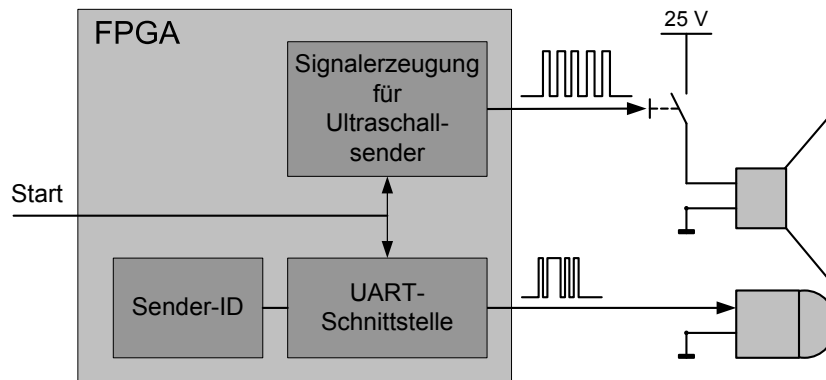 FPGA
Signalerzeugung
für
Ultraschall-
sender
25 V
Start
Sender-ID
UART-
Schnittstelle